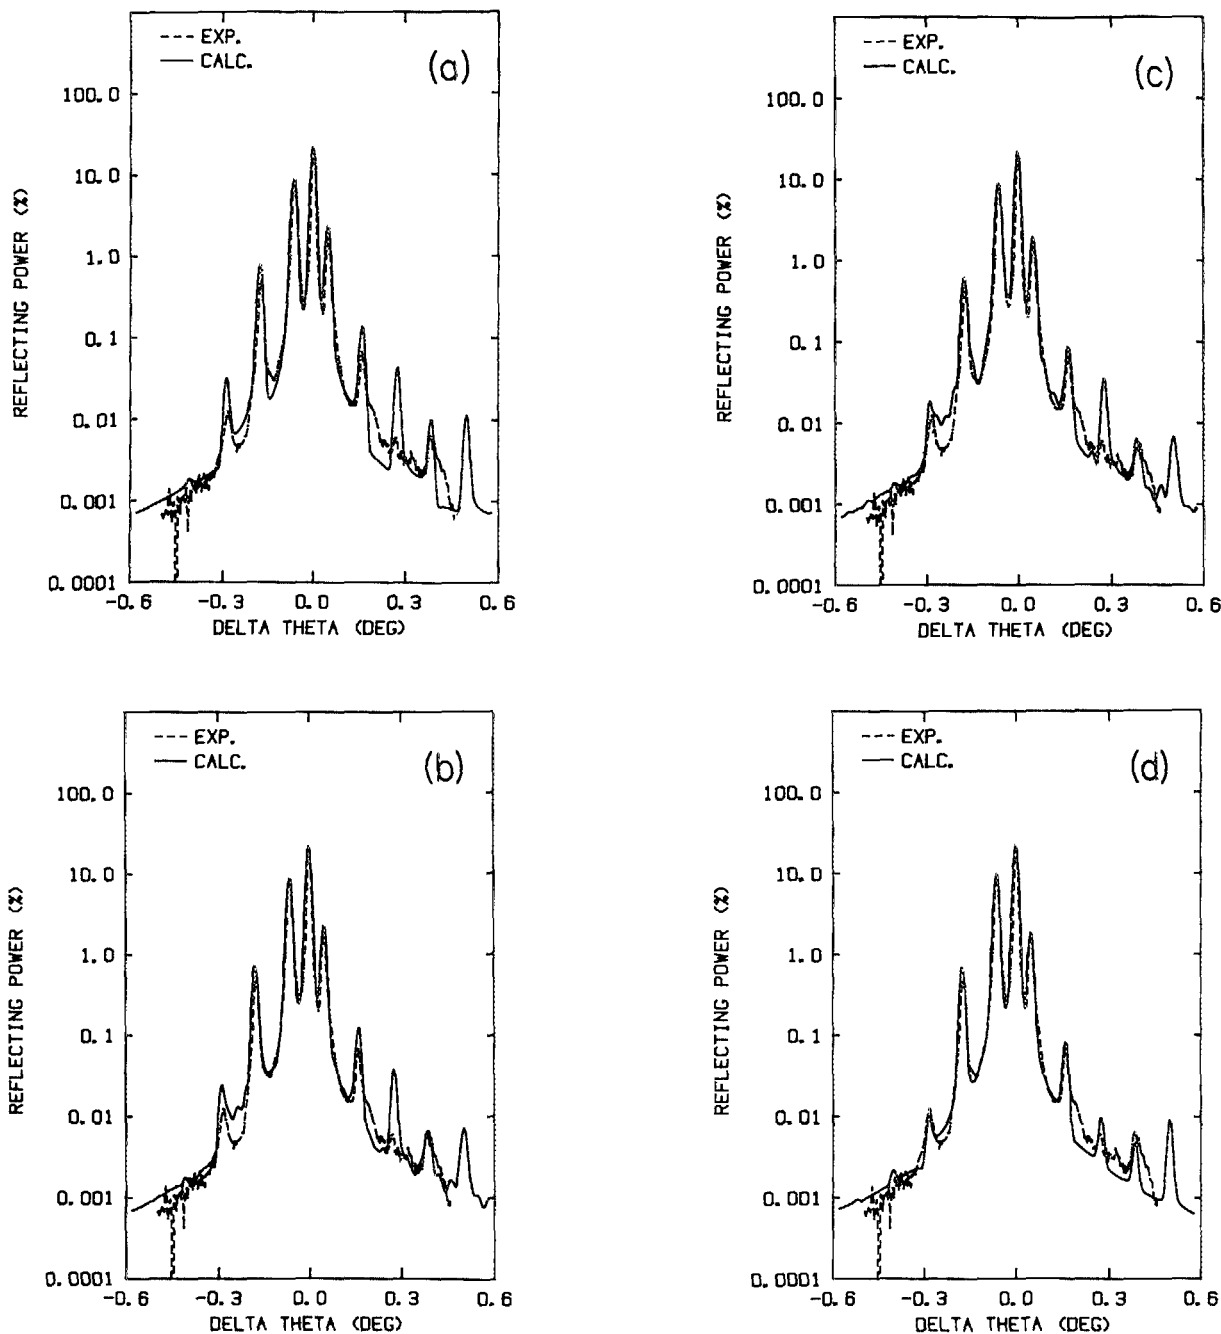 EXP.
CALC.
(a)
100.0
10.0
1.0
0.1
0.01
0.001
0.0001
REFLECTING POWER (%)
-0.6 -0.3 0.0 0.3 0.6
DELTA THETA (DEG)
EXP.
CALC.
(c)
100.0
10.0
1.0
0.1
0.01
0.001
0.0001
REFLECTING POWER (%)
-0.6 -0.3 0.0 0.3 0.6
DELTA THETA (DEG)
EXP.
CALC.
(b)
100.0
10.0
1.0
0.1
0.01
0.001
0.0001
REFLECTING POWER (%)
-0.6 -0.3 0.0 0.3 0.6
DELTA THETA (DEG)
EXP.
CALC.
(d)
100.0
10.0
1.0
0.1
0.01
0.001
0.0001
REFLECTING POWER (%)
-0.6 -0.3 0.0 0.3 0.6
DELTA THETA (DEG)